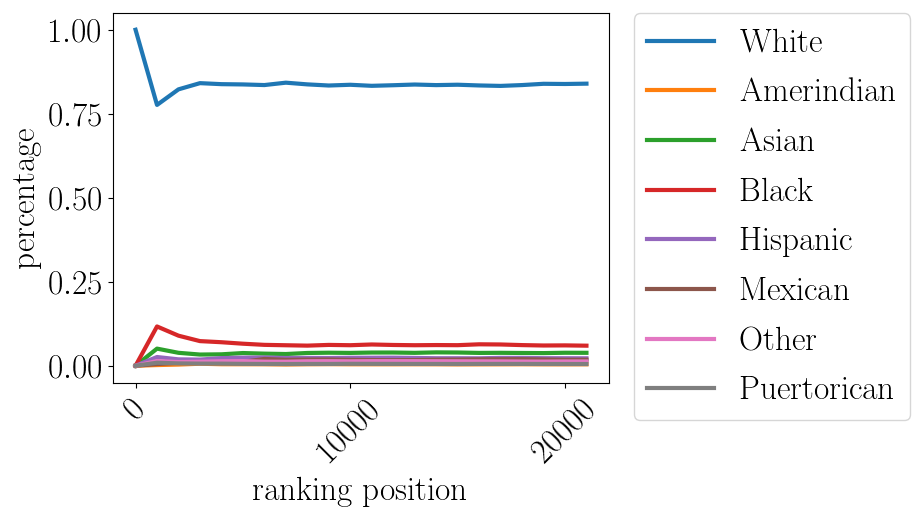 1.00
0.75
0.50
0.25
0.00
percentage
0
10000
20000
ranking position
White
Amerindian
Asian
Black
Hispanic
Mexican
Other
Puertorican